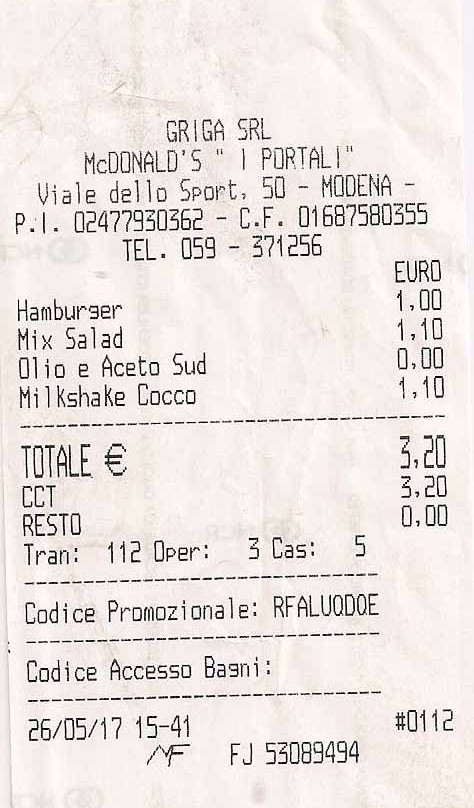 GRIGA SRL
McDONALD'S " I PORTALI"
Viale dello Sport, 50 - MODENA -
P.I. 02477930362 - C.F. 01687580355
TEL. 059 - 371256
EURO
Hamburger 1,00
Mix Salad 1,10
Olio e Aceto Sud 0,00
Milkshake Cocco 1,10
TOTALE € 3,20
CCT 3,20
RESTO 0,00
Tran: 112 Oper: 3 Cas: 5
Codice Promozionale: RFALUQDQE
Codice Accesso Bagni:
26/05/17 15-41 #0112
MF FJ 53089494